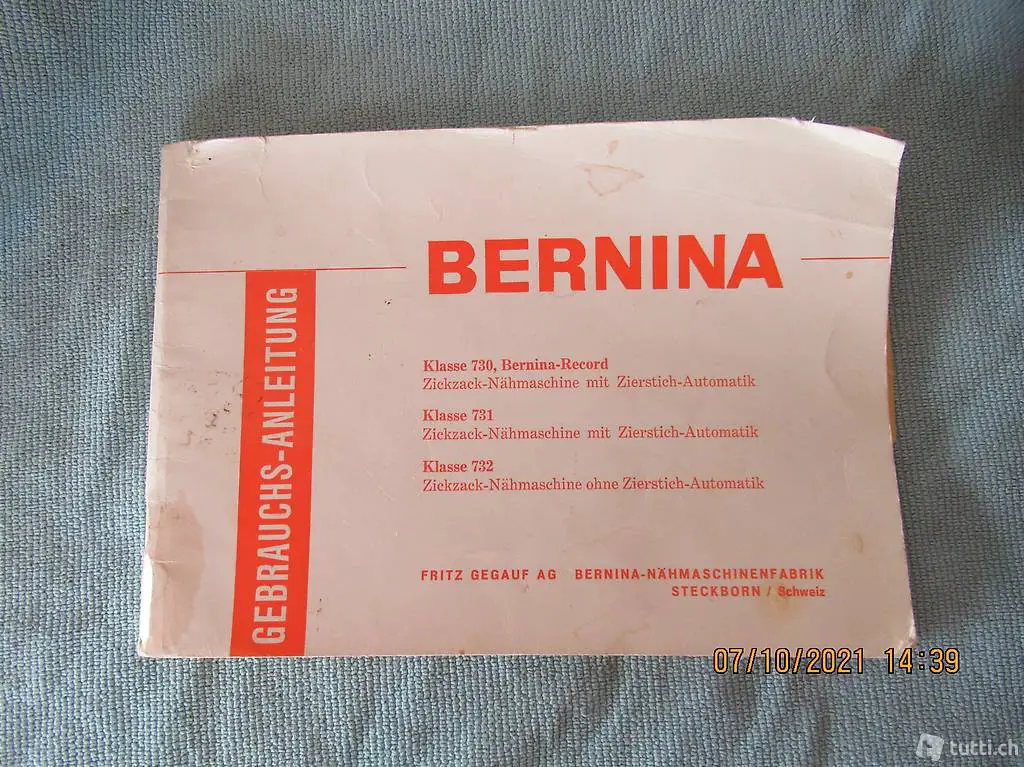 BERNINA
GEBRAUCHS-ANLEITUNG
Klasse 730, Bernina-Record
Zickzack-Nähmaschine mit Zierstich-Automatik
Klasse 731
Zickzack-Nähmaschine mit Zierstich-Automatik
Klasse 732
Zickzack-Nähmaschine ohne Zierstich-Automatik
FRITZ GEGAUF AG BERNINA-NÄHMASCHINENFABRIK
STECKBORN / Schweiz
07/10/2021 14:39
tutti.ch